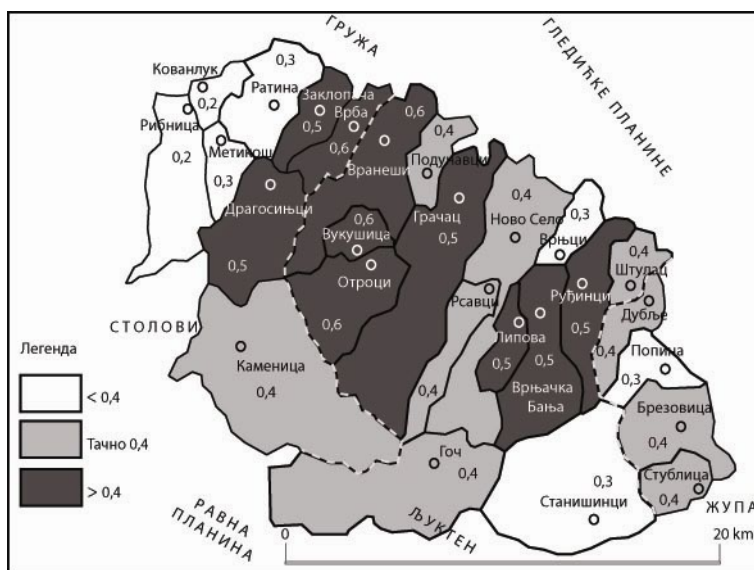 ГРУЖА
ГЛЕДИЋКЕ ПЛАНИНЕ
Кованлук
0,2
Ратина
0,3
Рибница
0,2
Метикош
0,3
Заклопача
0,5
Врба
0,6
0,6
Вранеши
0,4
Подунавци
Драгосињци
0,5
0,6
Вукушица
Отроци
0,6
Грачац
0,5
0,4
Ново Село
0,3
Врњци
0,4
Штулац
Дубље
0,4
Руђинци
0,5
Рсавци
0,4
Липова
0,5
0,5
Врњачка
Бања
Попина
0,3
Брезовица
0,4
Стублица
0,4
СТОЛОВИ
Каменица
0,4
Гоч
0,4
0,3
Станишинци
ЖУПА
РАВНА
ПЛАНИНА
ЉУКТЕН
Легенда
< 0,4
Тачно 0,4
> 0,4
0
20 km